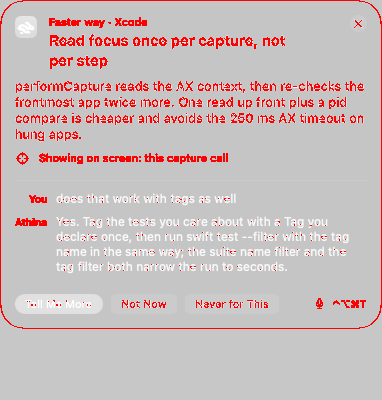 Faster way · Xcode
Read focus once per capture, not
per step
performCapture reads the AX context, then re-checks the
frontmost app twice more. One read up front plus a pid
compare is cheaper and avoids the 250 ms AX timeout on
hung apps.
Showing on screen: this capture call
You does that work with tags as well
Athina Yes. Tag the tests you care about with a Tag you
declare once, then run swift test --filter with the tag
name in the same way; the suite name filter and the
tag filter both narrow the run to seconds.
Tell Me More Not Now Never for This ⌃⌥⌘T